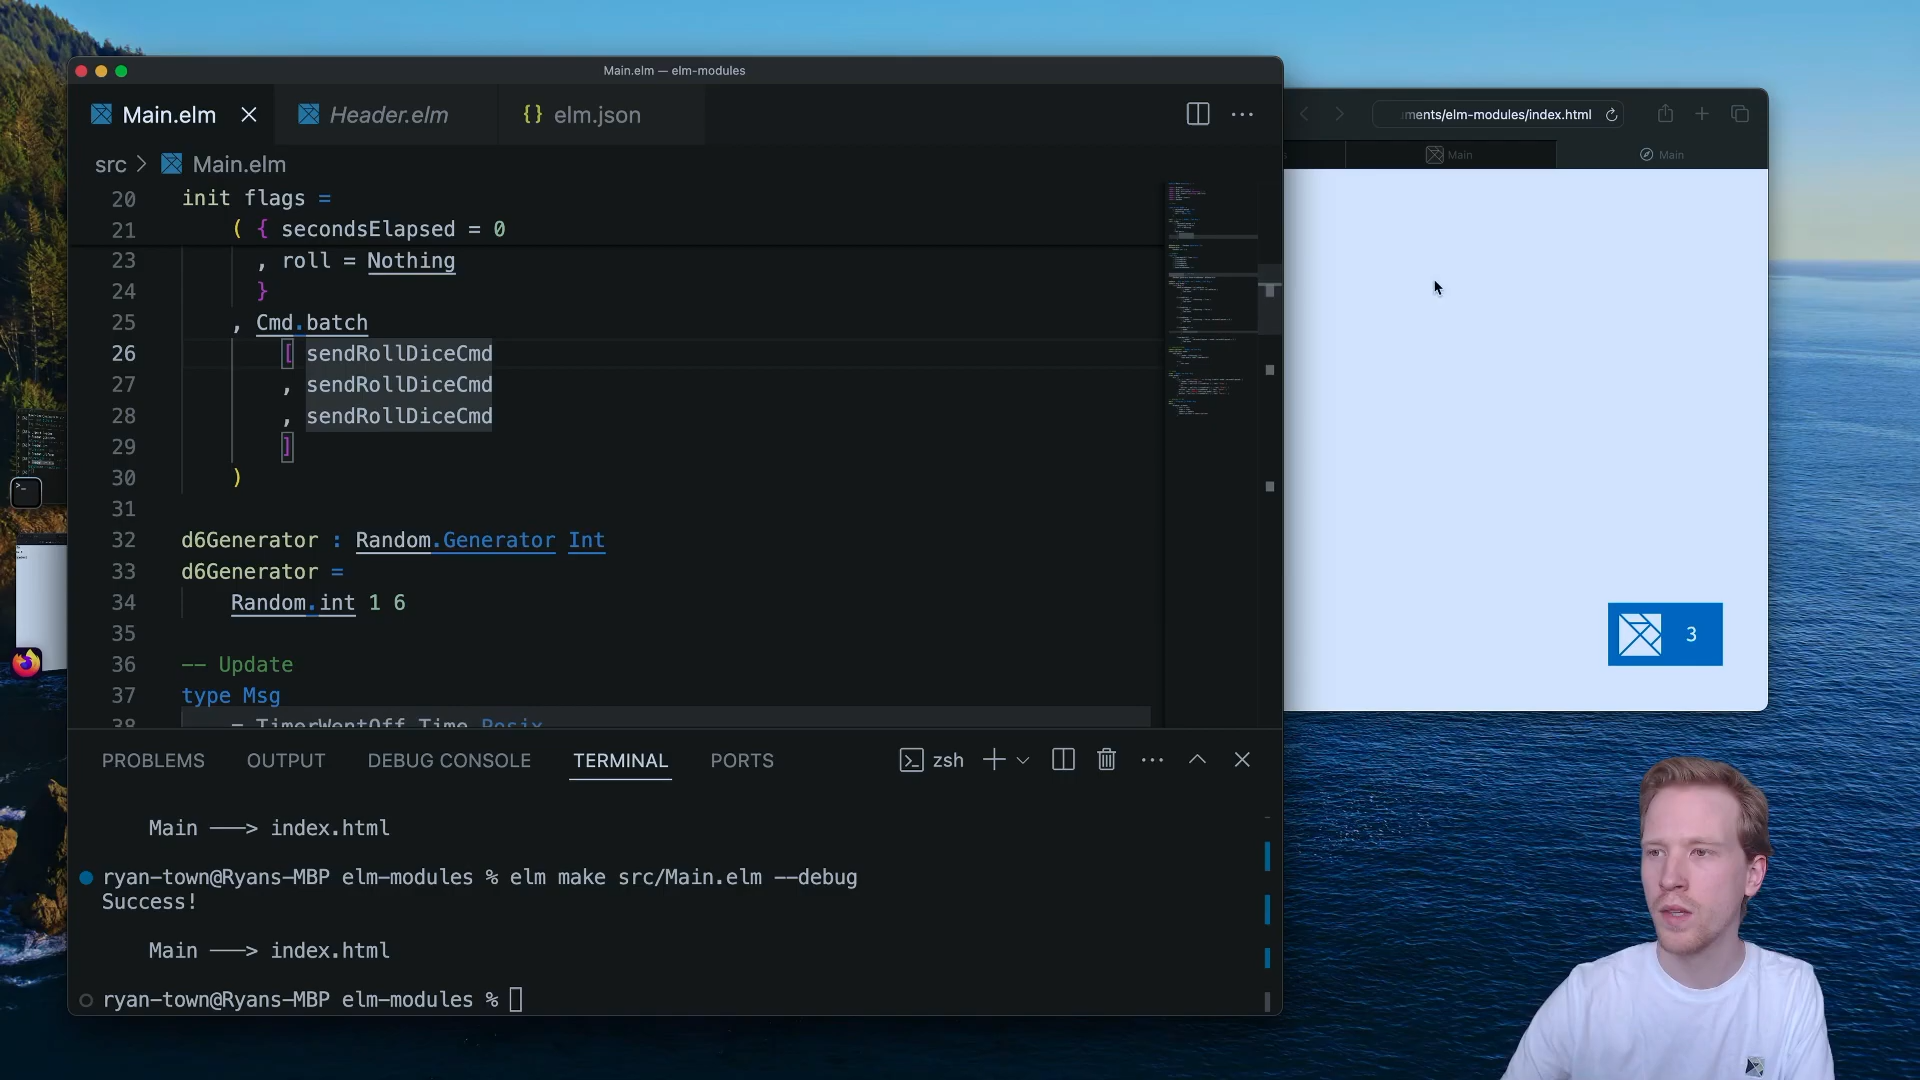 Main.elm — elm-modules
Main.elm
Header.elm
{} elm.json
ments/elm-modules/index.html
Main
Main
src > Main.elm
20 init flags =
21 ( { secondsElapsed = 0
23 , roll = Nothing
24 }
25 , Cmd.batch
26 [ sendRollDiceCmd
27 , sendRollDiceCmd
28 , sendRollDiceCmd
29 ]
30 )
31
32 d6Generator : Random.Generator Int
33 d6Generator =
34 Random.int 1 6
35
36 -- Update
37 type Msg
38 = TimerWentOff Time.Posix
3
PROBLEMS OUTPUT DEBUG CONSOLE TERMINAL PORTS
zsh
Main ———> index.html
ryan-town@Ryans-MBP elm-modules % elm make src/Main.elm --debug
Success!
Main ———> index.html
ryan-town@Ryans-MBP elm-modules %